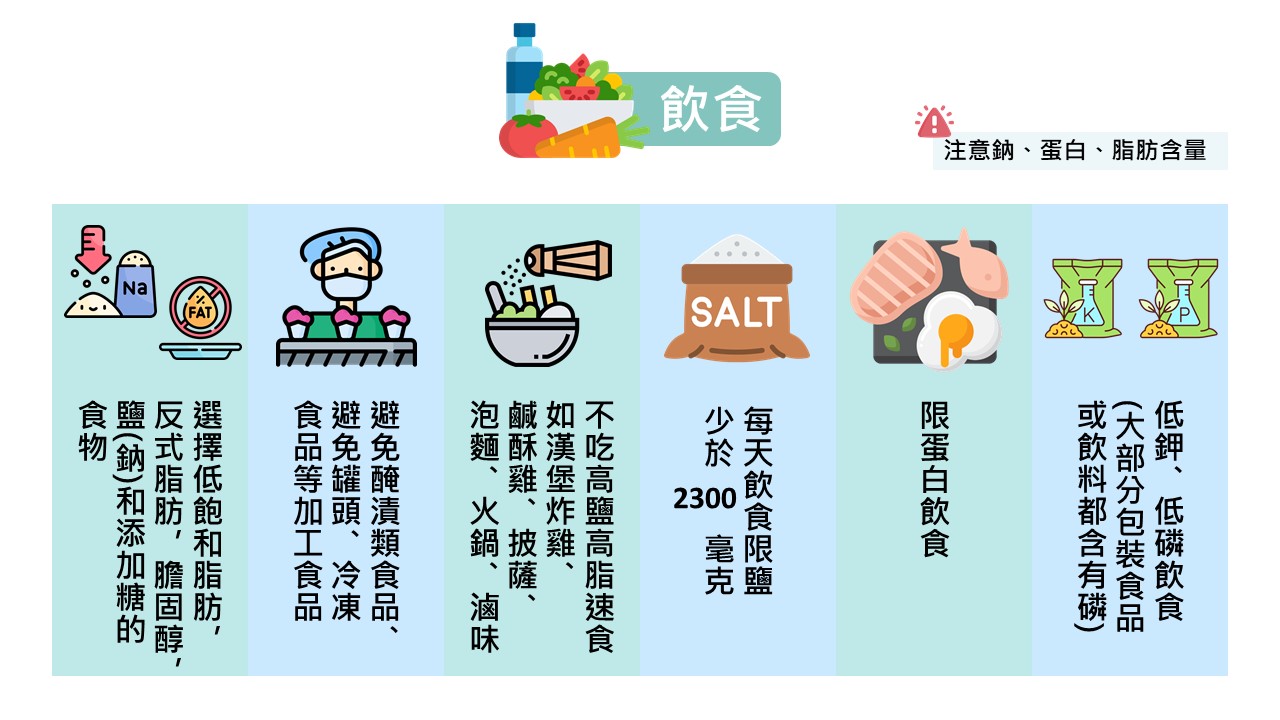 飲食
注意鈉、蛋白、脂肪含量
Na
FAT
選擇低飽和脂肪，
反式脂肪，膽固醇，
鹽(鈉)和添加糖的
食物
避免醃漬類食品、
避免罐頭、冷凍
食品等加工食品
不吃高鹽高脂速食
如漢堡炸雞、
鹹酥雞、披薩、
泡麵、火鍋、滷味
SALT
每天飲食限鹽
少於2300毫克
限蛋白飲食
K
P
低鉀、低磷飲食
(大部分包裝食品
或飲料都含有磷)